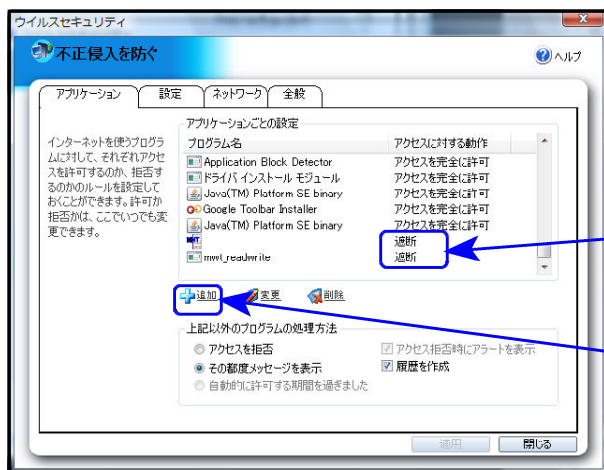 ウイルスセキュリティ
不正侵入を防ぐ
ヘルプ
アプリケーション 設定 ネットワーク 全般
インターネットを使うプログラ
ムに対して、それぞれアクセ
スを許可するのか、拒否す
るのかのルールを設定して
おくことができます。許可か
拒否かは、ここでいつでも変
更できます。
アプリケーションごとの設定
プログラム名 アクセスに対する動作
Application Block Detector アクセスを完全に許可
ドライバ インストール モジュール アクセスを完全に許可
Java(TM) Platform SE binary アクセスを完全に許可
Google Toolbar Installer アクセスを完全に許可
Java(TM) Platform SE binary アクセスを完全に許可
遮断
mwt_readwrite 遮断
追加 変更 削除
上記以外のプログラムの処理方法
アクセスを拒否 アクセス拒否時にアラートを表示
その都度メッセージを表示 履歴を作成
自動的に許可する期間を過ぎました
適用 閉じる